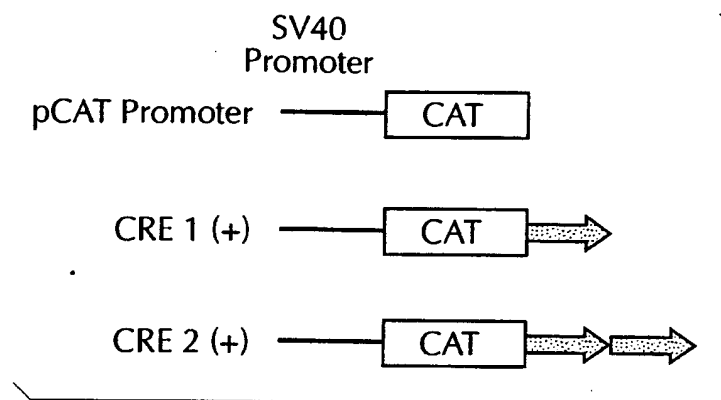 SV40
Promoter
pCAT Promoter CAT
CRE 1 (+) CAT
CRE 2 (+) CAT